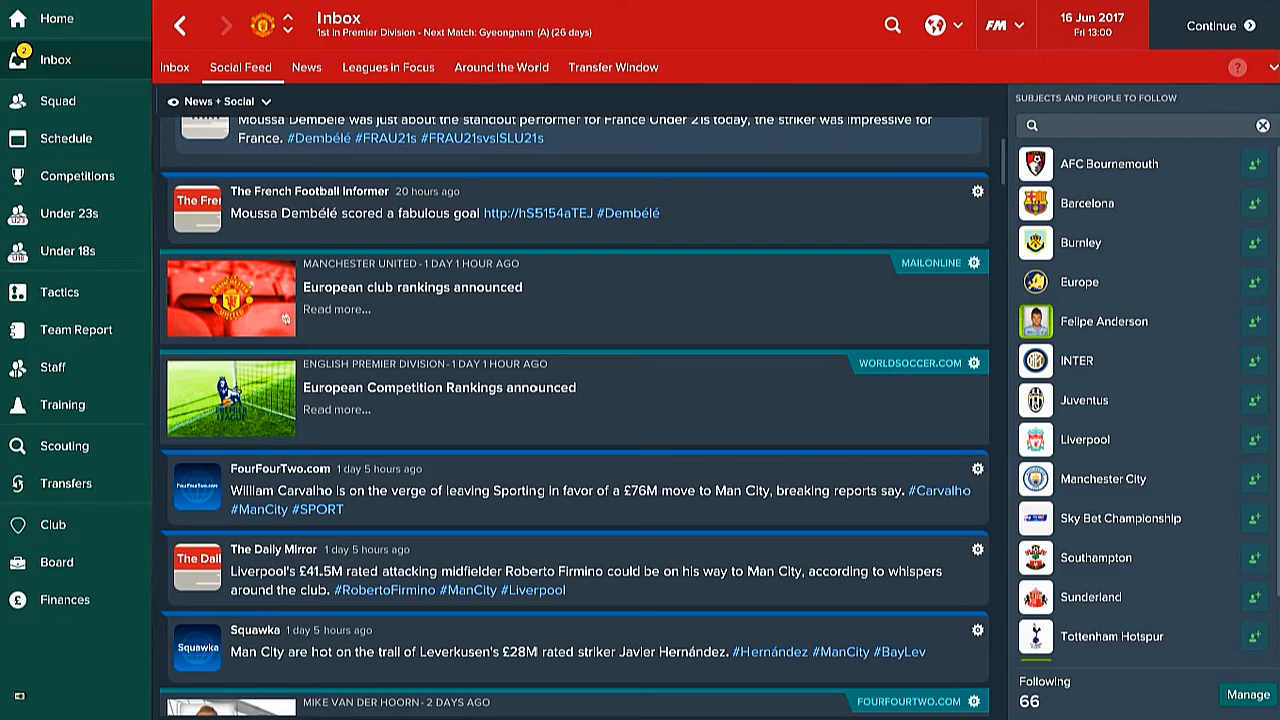 Home
2
Inbox
Squad
Schedule
Competitions
Under 23s
Under 18s
Tactics
Team Report
Staff
Training
Scouting
Transfers
Club
Board
Finances
Inbox
1st in Premier Division - Next Match: Gyeongnam (A) (26 days)
FM
16 Jun 2017
Fri 13:00
Continue
Inbox Social Feed News Leagues in Focus Around the World Transfer Window
?
News + Social
Moussa Dembélé was just about the standout performer for France Under 21s today, the striker was impressive for
France. #Dembélé #FRAU21s #FRAU21svsISLU21s
The Fren
The French Football Informer 20 hours ago
Moussa Dembélé scored a fabulous goal http://hS5154aTEJ #Dembélé
MANCHESTER UNITED - 1 DAY 1 HOUR AGO
MAILONLINE
European club rankings announced
Read more...
ENGLISH PREMIER DIVISION - 1 DAY 1 HOUR AGO
WORLDSOCCER.COM
European Competition Rankings announced
Read more...
FourFourTwo.com
FourFourTwo.com 1 day 5 hours ago
William Carvalho is on the verge of leaving Sporting in favor of a £76M move to Man City, breaking reports say. #Carvalho
#ManCity #SPORT
The Dail
The Daily Mirror 1 day 5 hours ago
Liverpool's £41.5M rated attacking midfielder Roberto Firmino could be on his way to Man City, according to whispers
around the club. #RobertoFirmino #ManCity #Liverpool
Squawka
Squawka 1 day 5 hours ago
Man City are hot on the trail of Leverkusen's £28M rated striker Javier Hernández. #Hernández #ManCity #BayLev
MIKE VAN DER HOORN - 2 DAYS AGO
FOURFOURTWO.COM
SUBJECTS AND PEOPLE TO FOLLOW
AFC Bournemouth
Barcelona
Burnley
Europe
Felipe Anderson
INTER
Juventus
Liverpool
Manchester City
Sky Bet Championship
Southampton
Sunderland
Tottenham Hotspur
Following
66
Manage